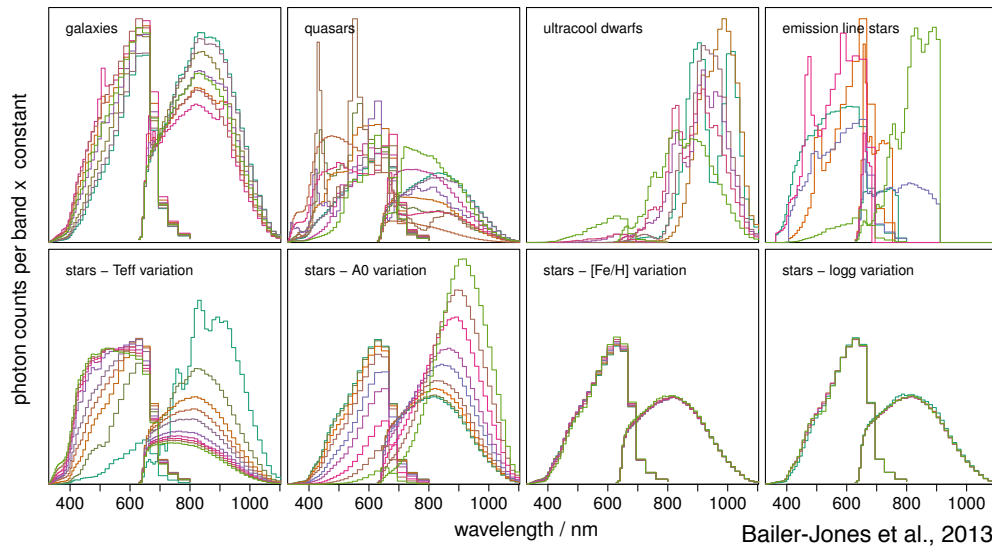 galaxies
quasars
ultracool dwarfs
emission line stars
photon counts per band x constant
stars − Teff variation
stars − A0 variation
stars − [Fe/H] variation
stars − logg variation
400 600 800 1000
400 600 800 1000
400 600 800 1000
400 600 800 1000
wavelength / nm
Bailer-Jones et al., 2013